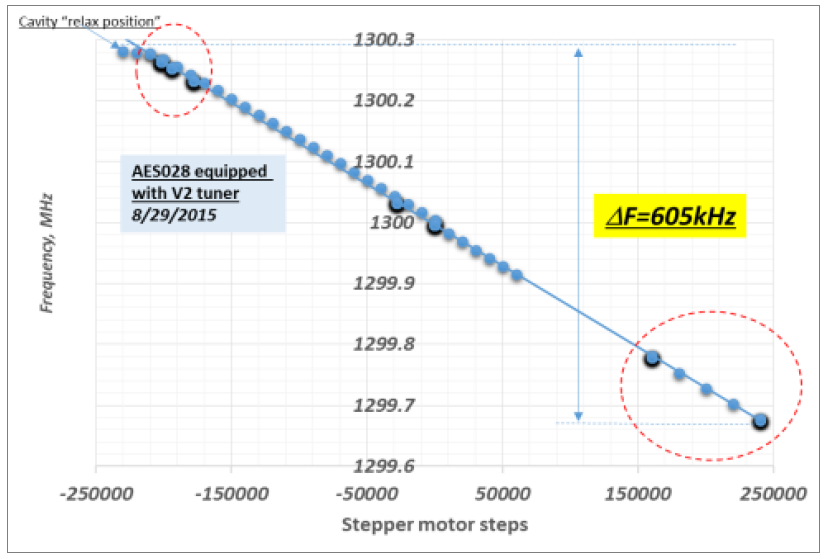 Cavity “relax position”
1300.3
1300.2
1300.1
1300
1299.9
1299.8
1299.7
1299.6
AES028 equipped
with V2 tuner
8/29/2015
ΔF=605kHz
Frequency, MHz
-250000
-150000
-50000
50000
150000
250000
Stepper motor steps